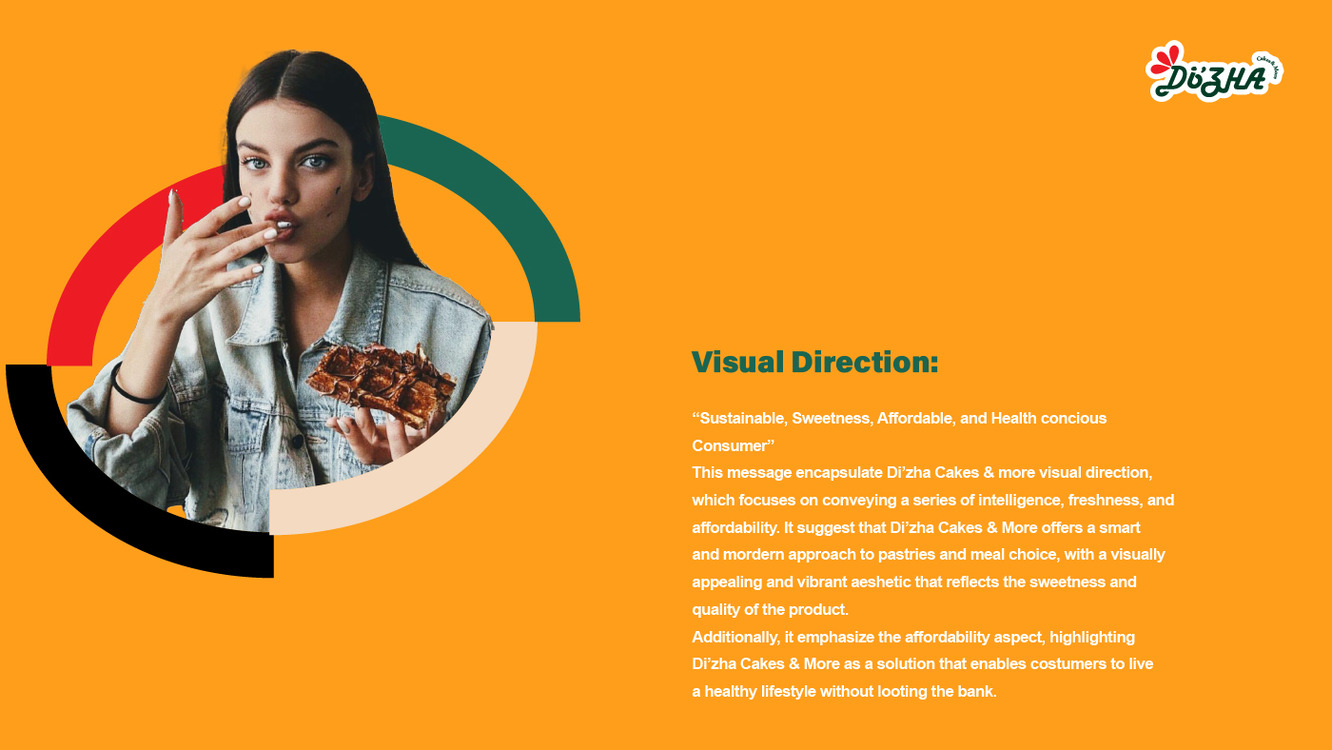 Di'ZHA
Cakes & More
Visual Direction:
“Sustainable, Sweetness, Affordable, and Health concious
Consumer”
This message encapsulate Di’zha Cakes & more visual direction,
which focuses on conveying a series of intelligence, freshness, and
affordability. It suggest that Di’zha Cakes & More offers a smart
and mordern approach to pastries and meal choice, with a visually
appealing and vibrant aeshetic that reflects the sweetness and
quality of the product.
Additionally, it emphasize the affordability aspect, highlighting
Di’zha Cakes & More as a solution that enables costumers to live
a healthy lifestyle without looting the bank.